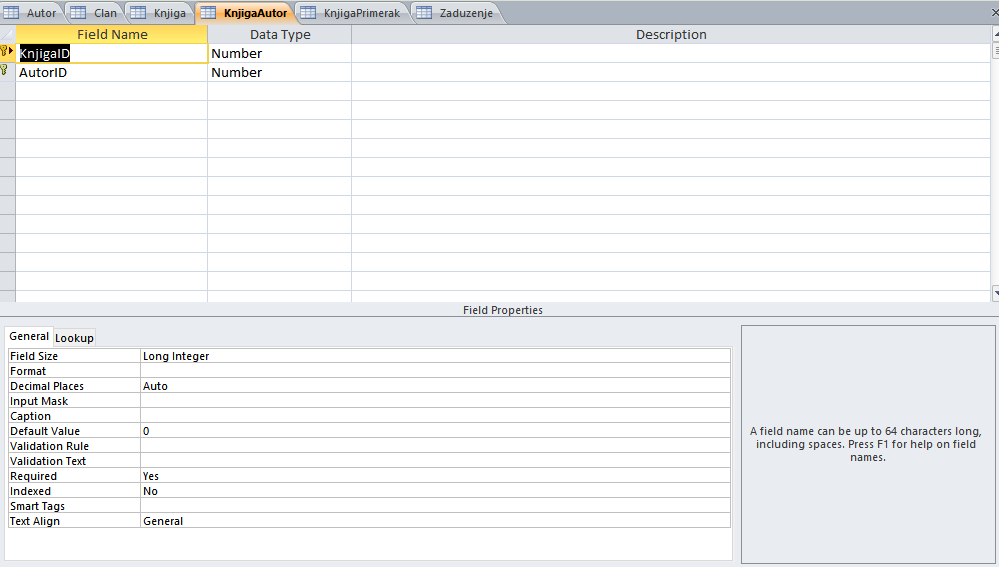 Autor Clan Knjiga KnjigaAutor KnjigaPrimerak Zaduzenje
Field Name Data Type Description
KnjigaID Number
AutorID Number
Field Properties
General Lookup
Field Size Long Integer
Format
Decimal Places Auto
Input Mask
Caption
Default Value 0
Validation Rule
Validation Text
Required Yes
Indexed No
Smart Tags
Text Align General
A field name can be up to 64 characters long,
including spaces. Press F1 for help on field
names.